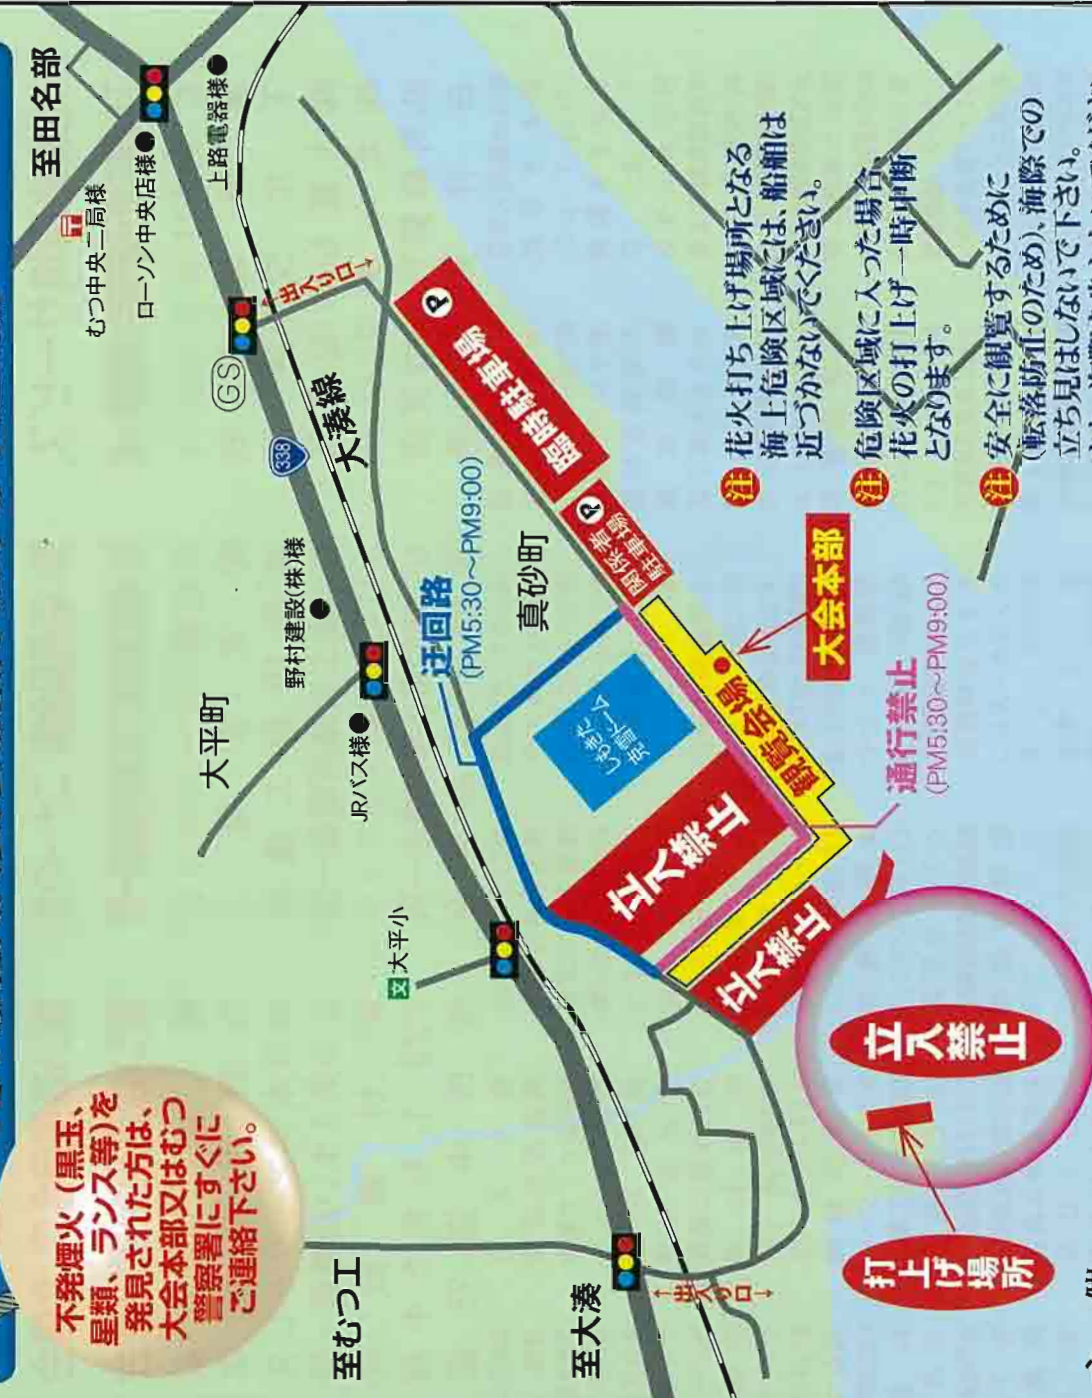 至田名部
むつ中央二局様
ローソン中央店様
上路電器様
出入り口
GS
338
大湊線
野村建設(株)様
大平町
JRバス様
文
大平小
迂回路
(PM5:30~PM9:00)
真砂町
臨時駐車場
P
関係者
駐車場
P
大会本部
観覧会場
通行禁止
(PM5:30~PM9:00)
立入禁止
立入禁止
立入禁止
打上げ
場所
至むつ工
至大湊
出入り口
不発煙火(黒玉、
星類、ランス等)を
発見された方は、
大会本部又はむつ
警察署にすぐに
ご連絡下さい。
注
花火打ち上げ場所となる
海上危険区域には、船舶は
近づかないでください。
注
危険区域に入った場合、
花火の打上げ一時中断
となります。
注
安全に観覧するために
(転落防止のため)、海際での
立ち見はしないで下さい。